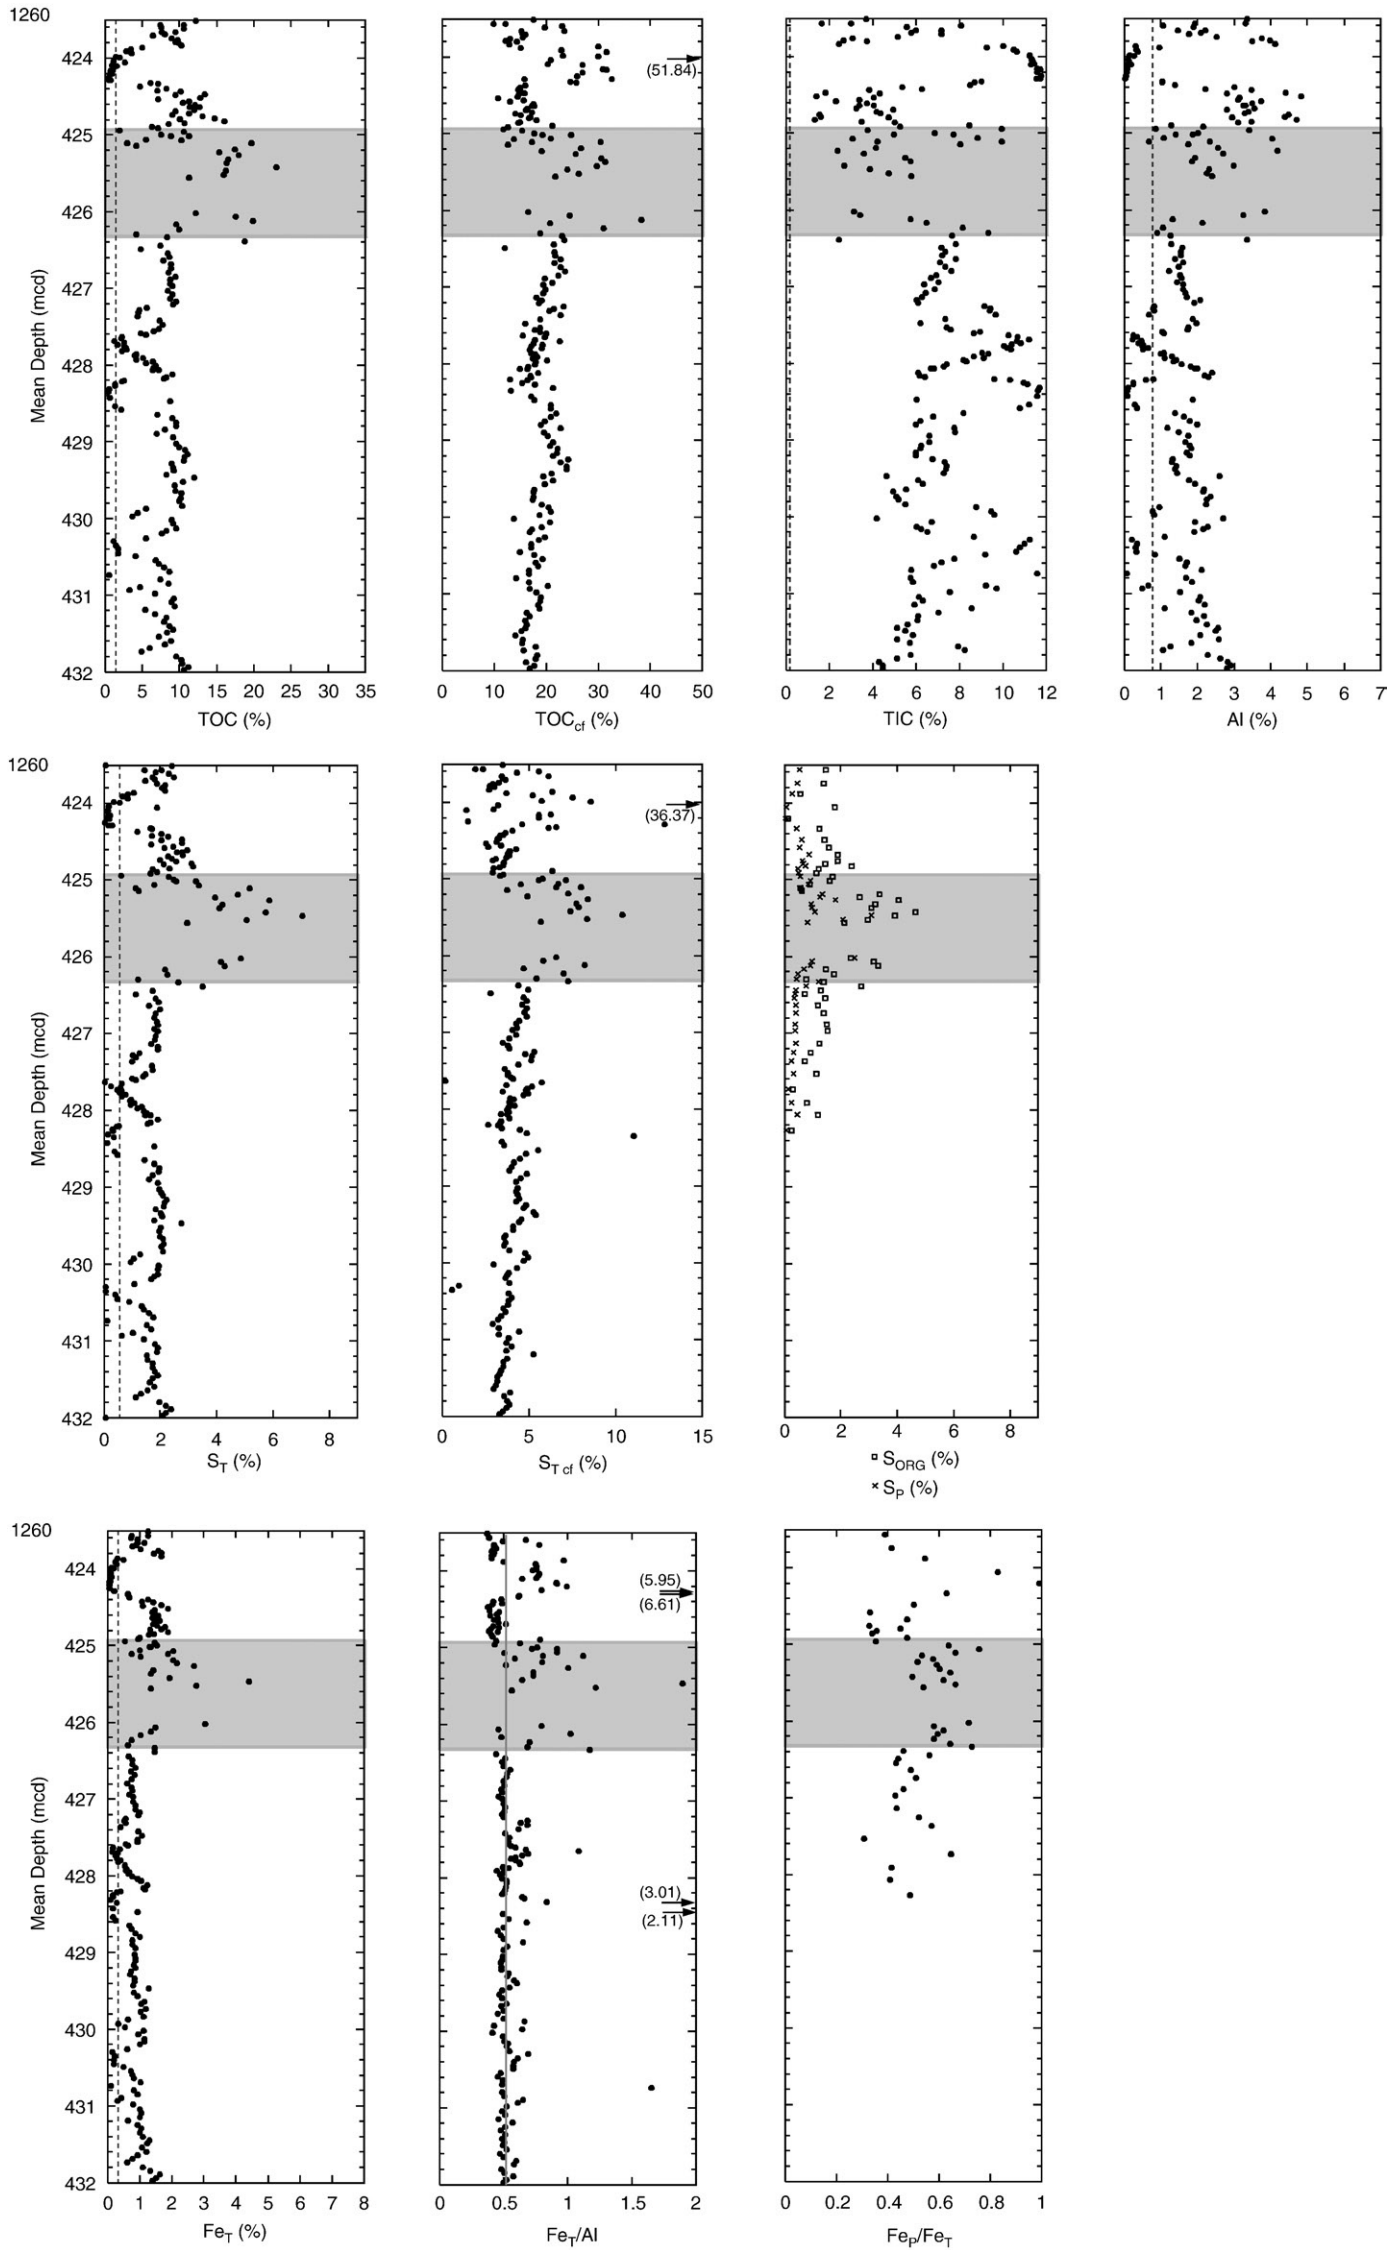 1260
424
425
426
427
428
429
430
431
432
Mean Depth (mcd)
0 5 10 15 20 25 30 35
TOC (%)
(51.84)
0 10 20 30 40 50
TOCcf (%)
0 2 4 6 8 10 12
TIC (%)
0 1 2 3 4 5 6 7
Al (%)
1260
424
425
426
427
428
429
430
431
432
Mean Depth (mcd)
0 2 4 6 8
ST (%)
(36.37)
0 5 10 15
ST cf (%)
0 2 4 6 8
SORG (%)
× SP (%)
1260
424
425
426
427
428
429
430
431
432
Mean Depth (mcd)
0 1 2 3 4 5 6 7 8
FeT (%)
(5.95)
(6.61)
(3.01)
(2.11)
0 0.5 1 1.5 2
FeT/Al
0 0.2 0.4 0.6 0.8 1
FeP/FeT